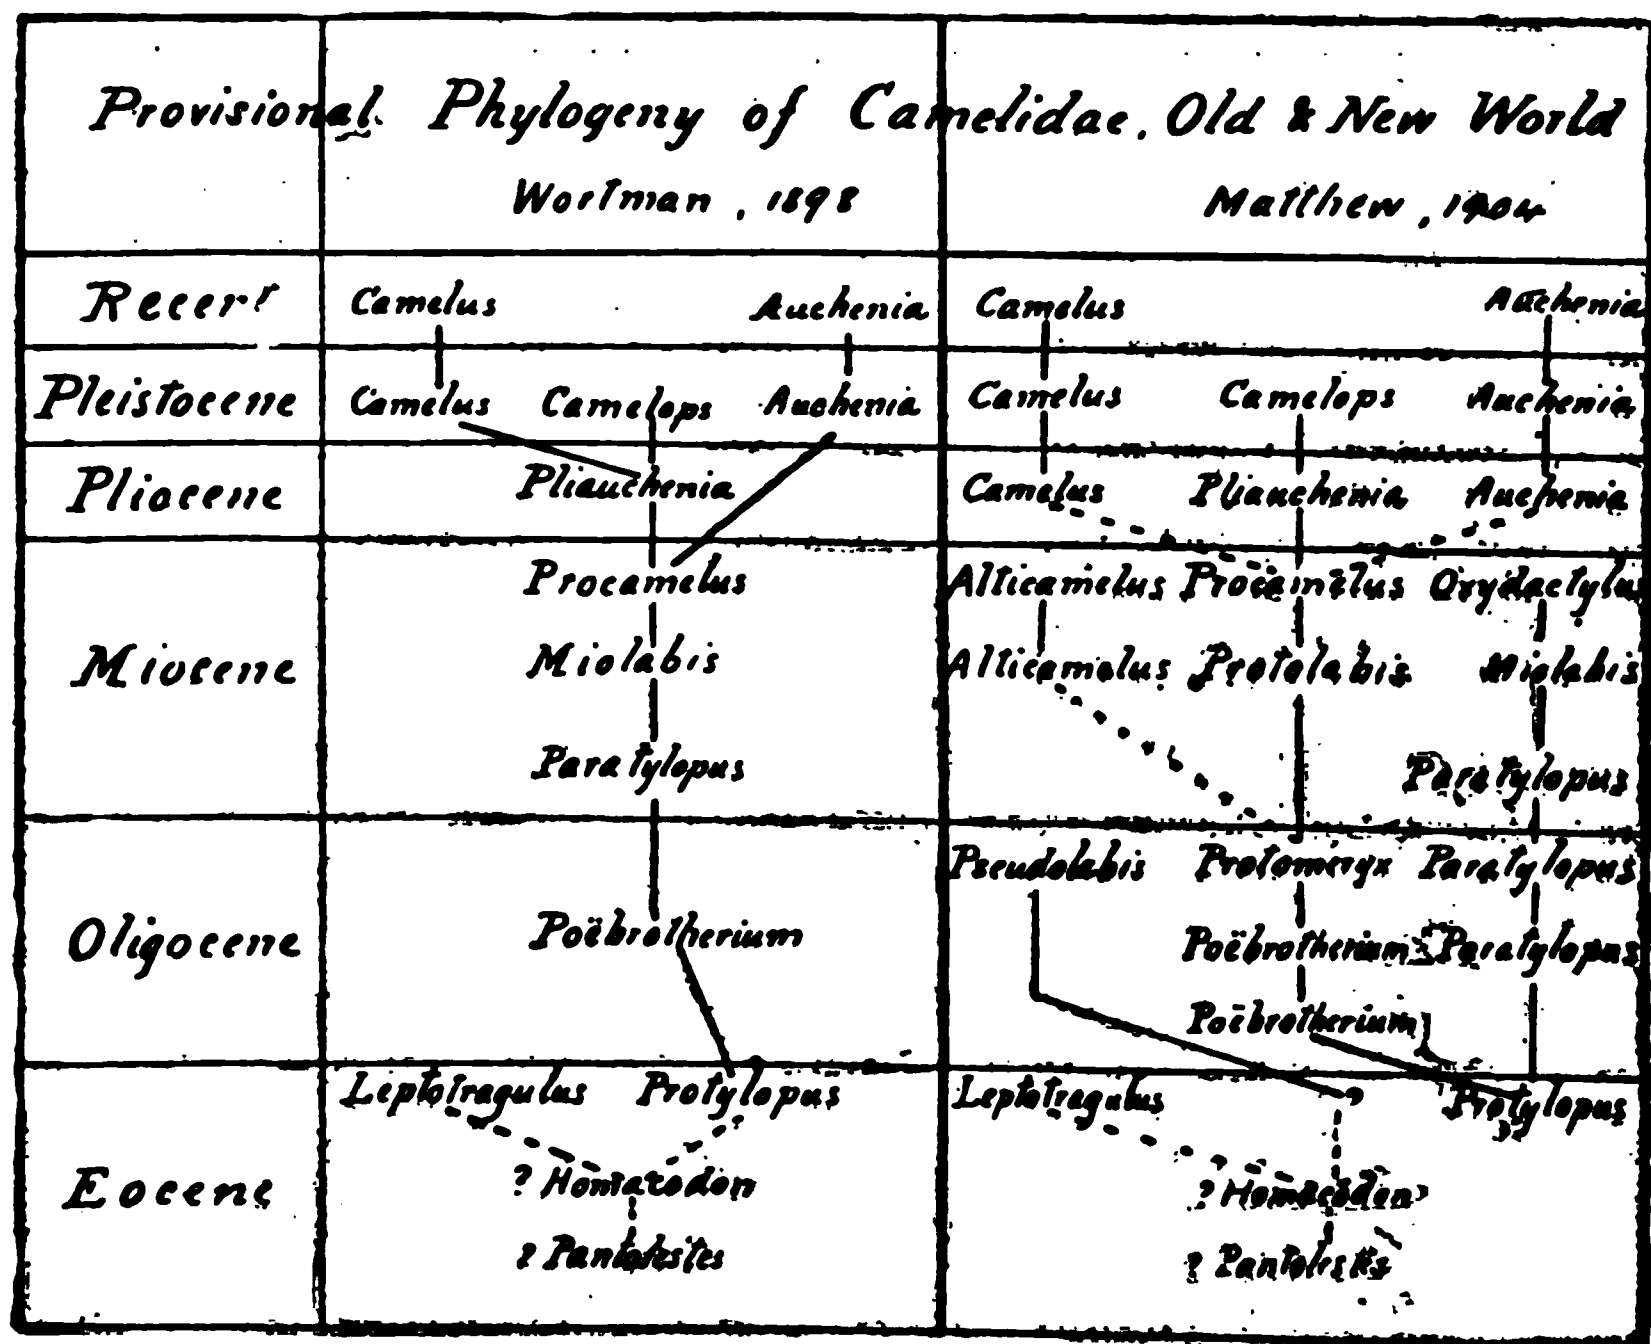 Provisional Phylogeny of Camelidae, Old & New World
Wortman, 1898 Matthew, 1904
Recent Camelus Auchenia Camelus Auchenia
Pleistocene Camelus Camelops Auchenia Camelus Camelops Auchenia
Pliocene Pliauchenia Camelus Pliauchenia Auchenia
Procamelus Alticamelus Procamelus Oxydactylus
Miocene Miolabis Alticamelus Protolabis Miolabis
Paratylopus Paratylopus
Pseudolabis Protomeryx Paratylopus
Oligocene Poëbrotherium Poëbrotherium Paratylopus
Poëbrotherium
Leptotragulus Protylopus Leptotragulus ? Protylopus
Eocene ? Homacodon ? Homacodon
? Pantolestes ? Pantolestes